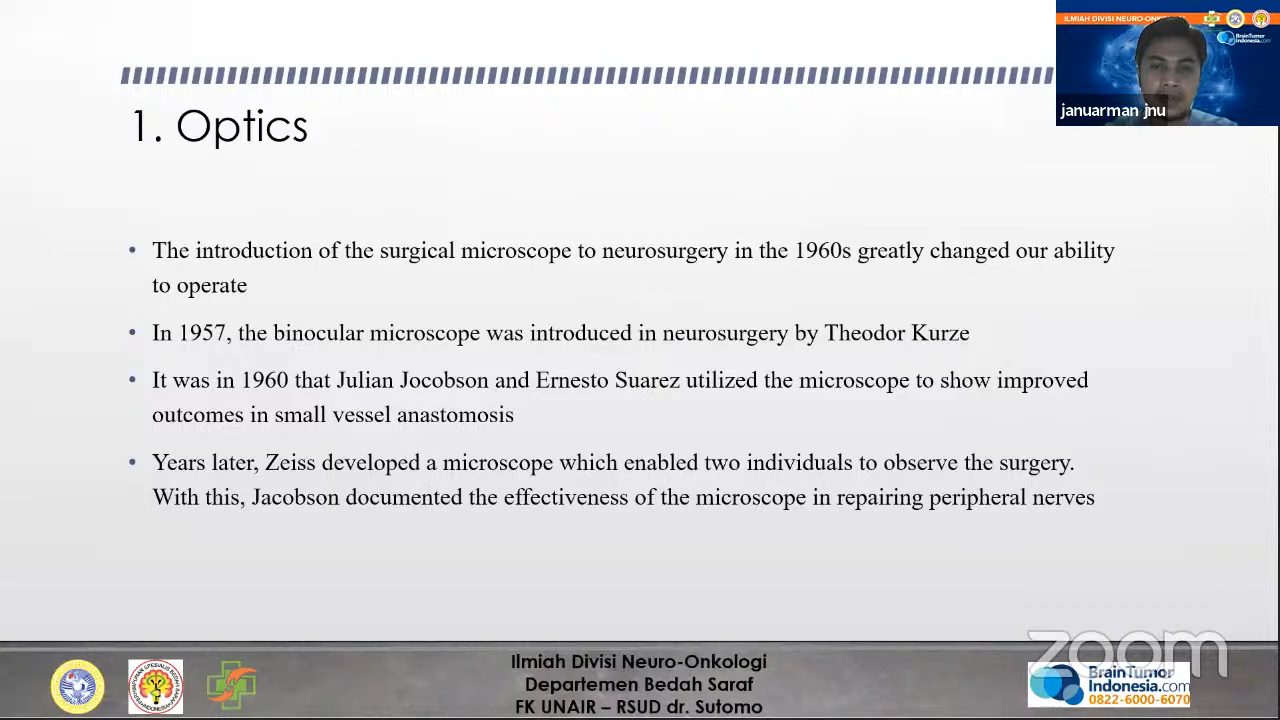 ILMIAH DIVISI NEURO-ONKOLOGI
BrainTumor
Indonesia.com
januarman jnu
1. Optics
• The introduction of the surgical microscope to neurosurgery in the 1960s greatly changed our ability
to operate
• In 1957, the binocular microscope was introduced in neurosurgery by Theodor Kurze
• It was in 1960 that Julian Jocobson and Ernesto Suarez utilized the microscope to show improved
outcomes in small vessel anastomosis
• Years later, Zeiss developed a microscope which enabled two individuals to observe the surgery.
With this, Jacobson documented the effectiveness of the microscope in repairing peripheral nerves
zoom
Ilmiah Divisi Neuro-Onkologi
Departemen Bedah Saraf
FK UNAIR – RSUD dr. Sutomo
BrainTumor
Indonesia.com
0822-6000-6070